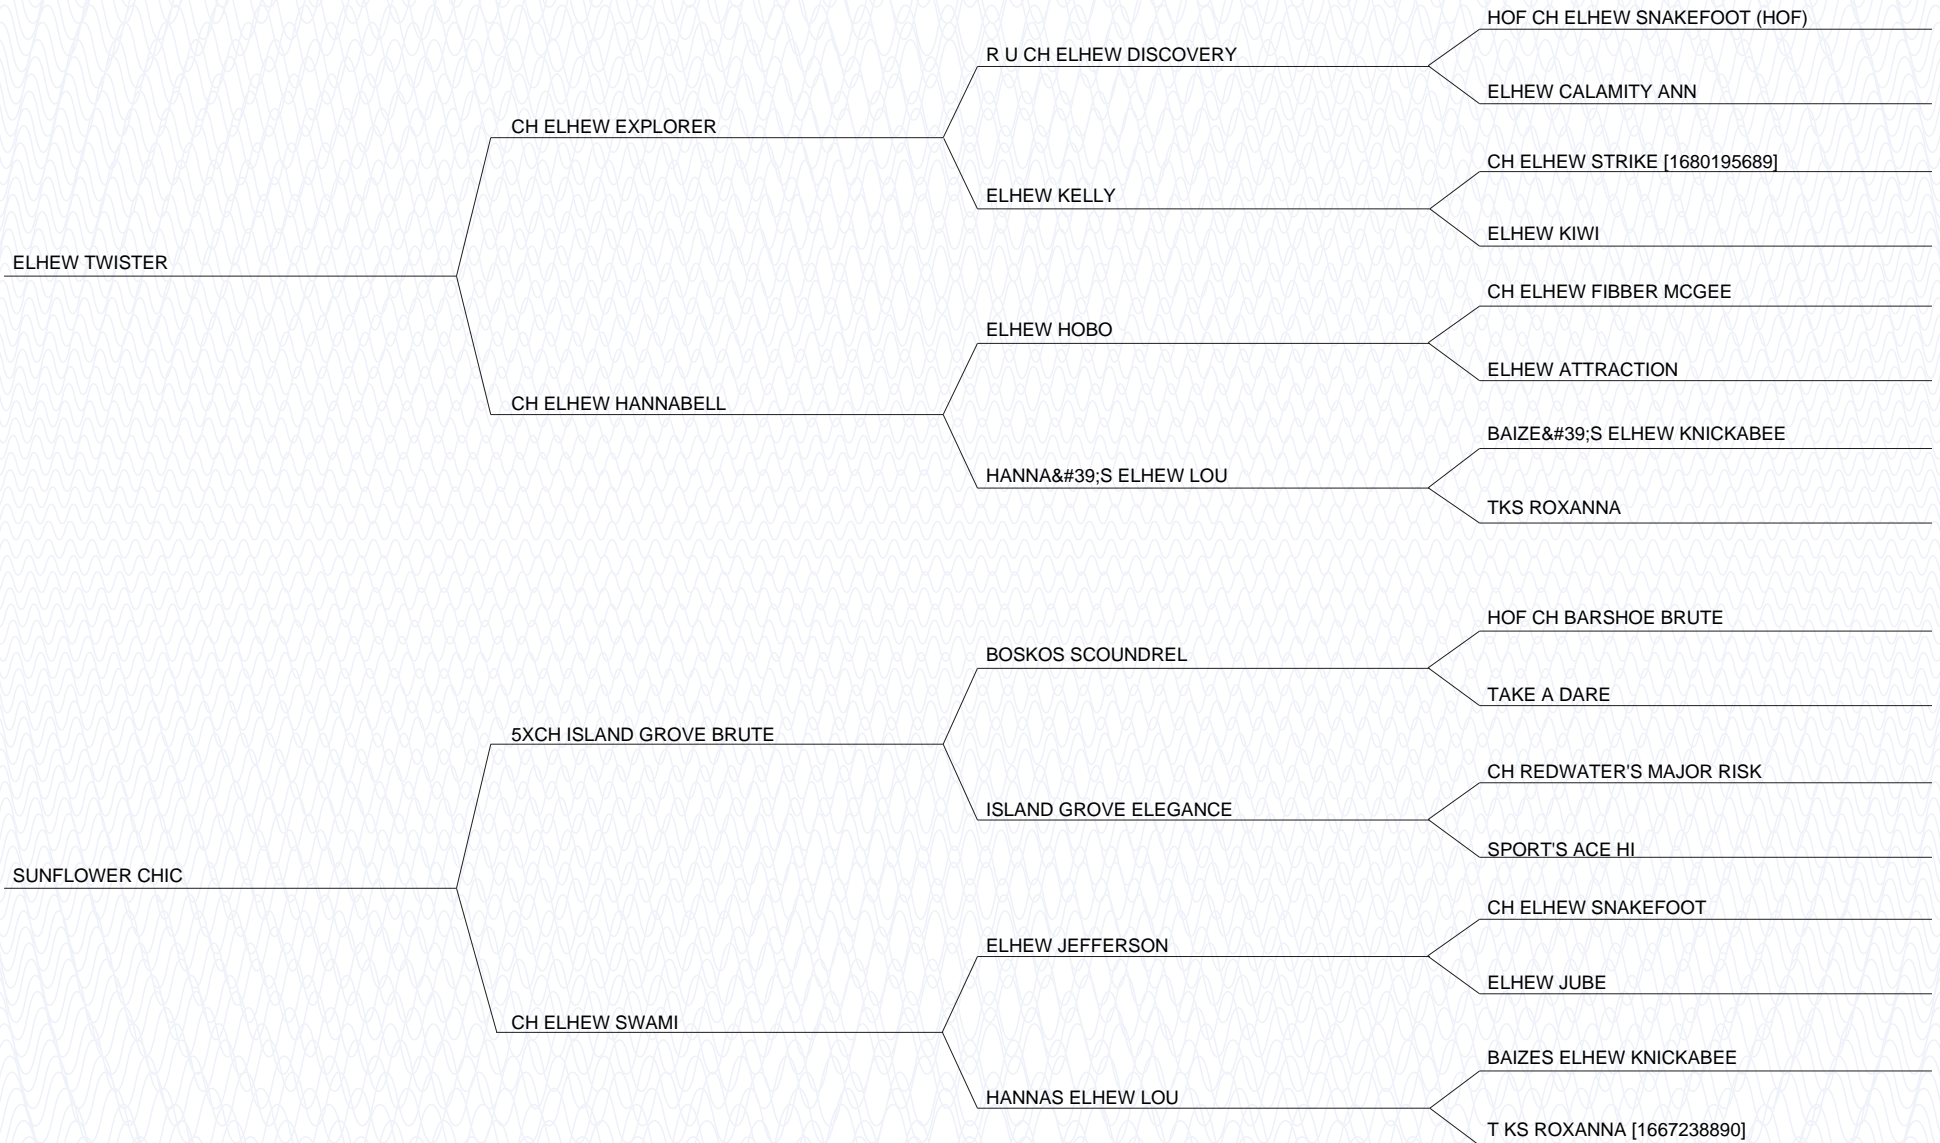 HOF CH ELHEW SNAKEFOOT (HOF)
R U CH ELHEW DISCOVERY
ELHEW CALAMITY ANN
CH ELHEW EXPLORER
CH ELHEW STRIKE [1680195689]
ELHEW KELLY
ELHEW KIWI
ELHEW TWISTER
CH ELHEW FIBBER MCGEE
ELHEW HOBO
ELHEW ATTRACTION
CH ELHEW HANNABELL
BAIZE&#39;S ELHEW KNICKABEE
HANNA&#39;S ELHEW LOU
TKS ROXANNA
HOF CH BARSHOE BRUTE
BOSKOS SCOUNDREL
TAKE A DARE
5XCH ISLAND GROVE BRUTE
CH REDWATER'S MAJOR RISK
ISLAND GROVE ELEGANCE
SPORT'S ACE HI
SUNFLOWER CHIC
CH ELHEW SNAKEFOOT
ELHEW JEFFERSON
ELHEW JUBE
CH ELHEW SWAMI
BAIZES ELHEW KNICKABEE
HANNAS ELHEW LOU
T KS ROXANNA [1667238890]